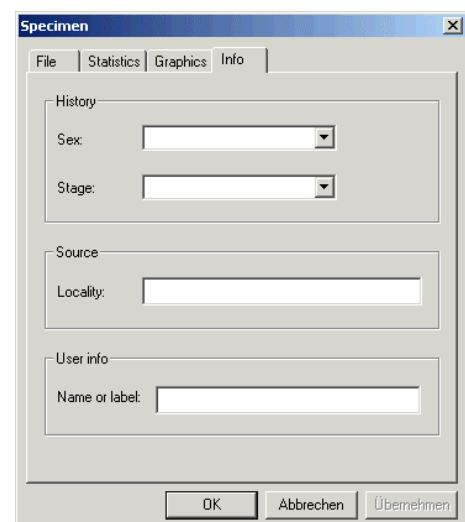 Specimen
File Statistics Graphics Info
History
Sex:
Stage:
Source
Locality:
User info
Name or label:
OK Abbrechen Übernehmen